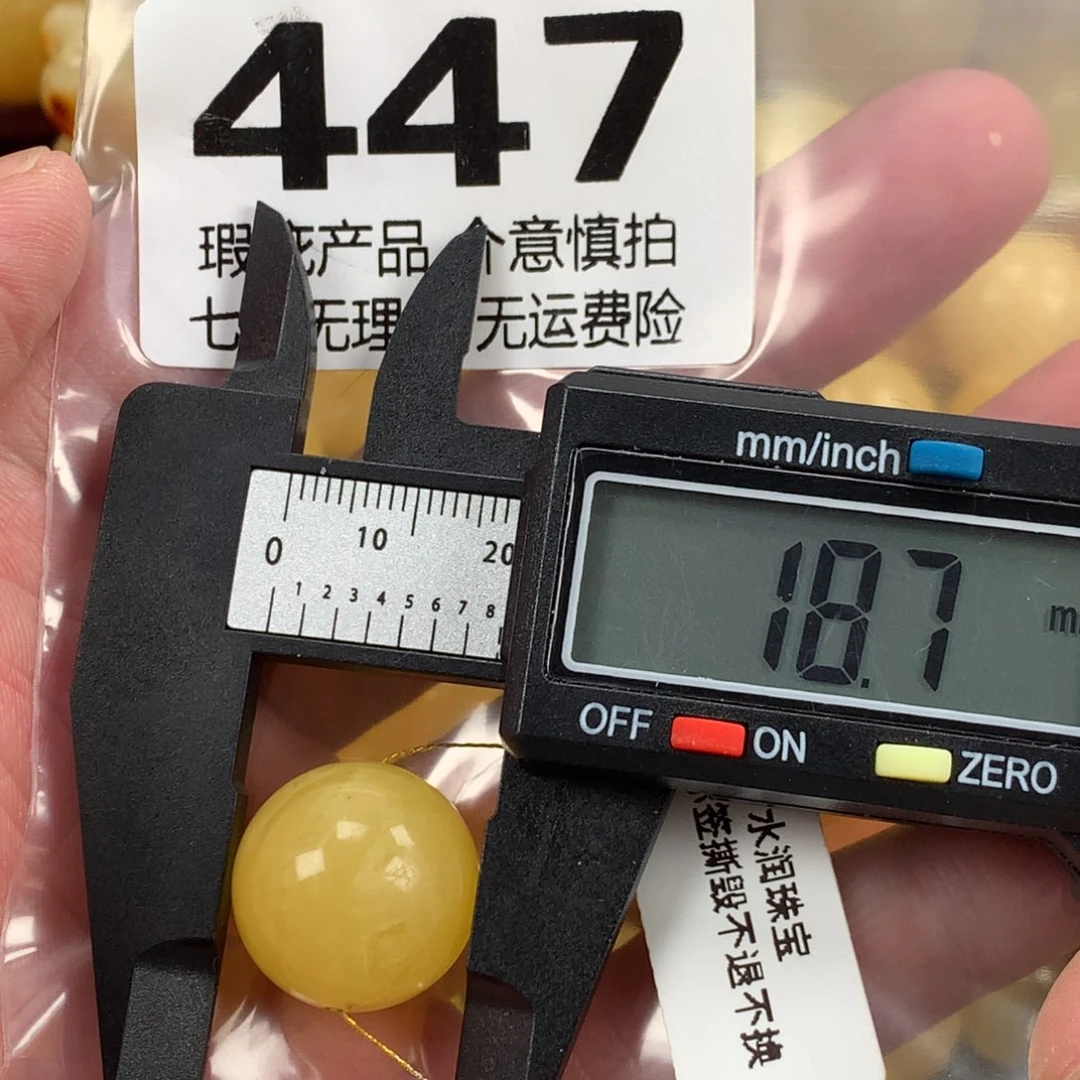 447
瑕疵产品 介意慎拍
七 无理 无运费险
mm/inch
0 10 20
1 2 3 4 5 6 7 8
18.7
OFF ON
ZERO
水润珠宝
签撕毁不退不换